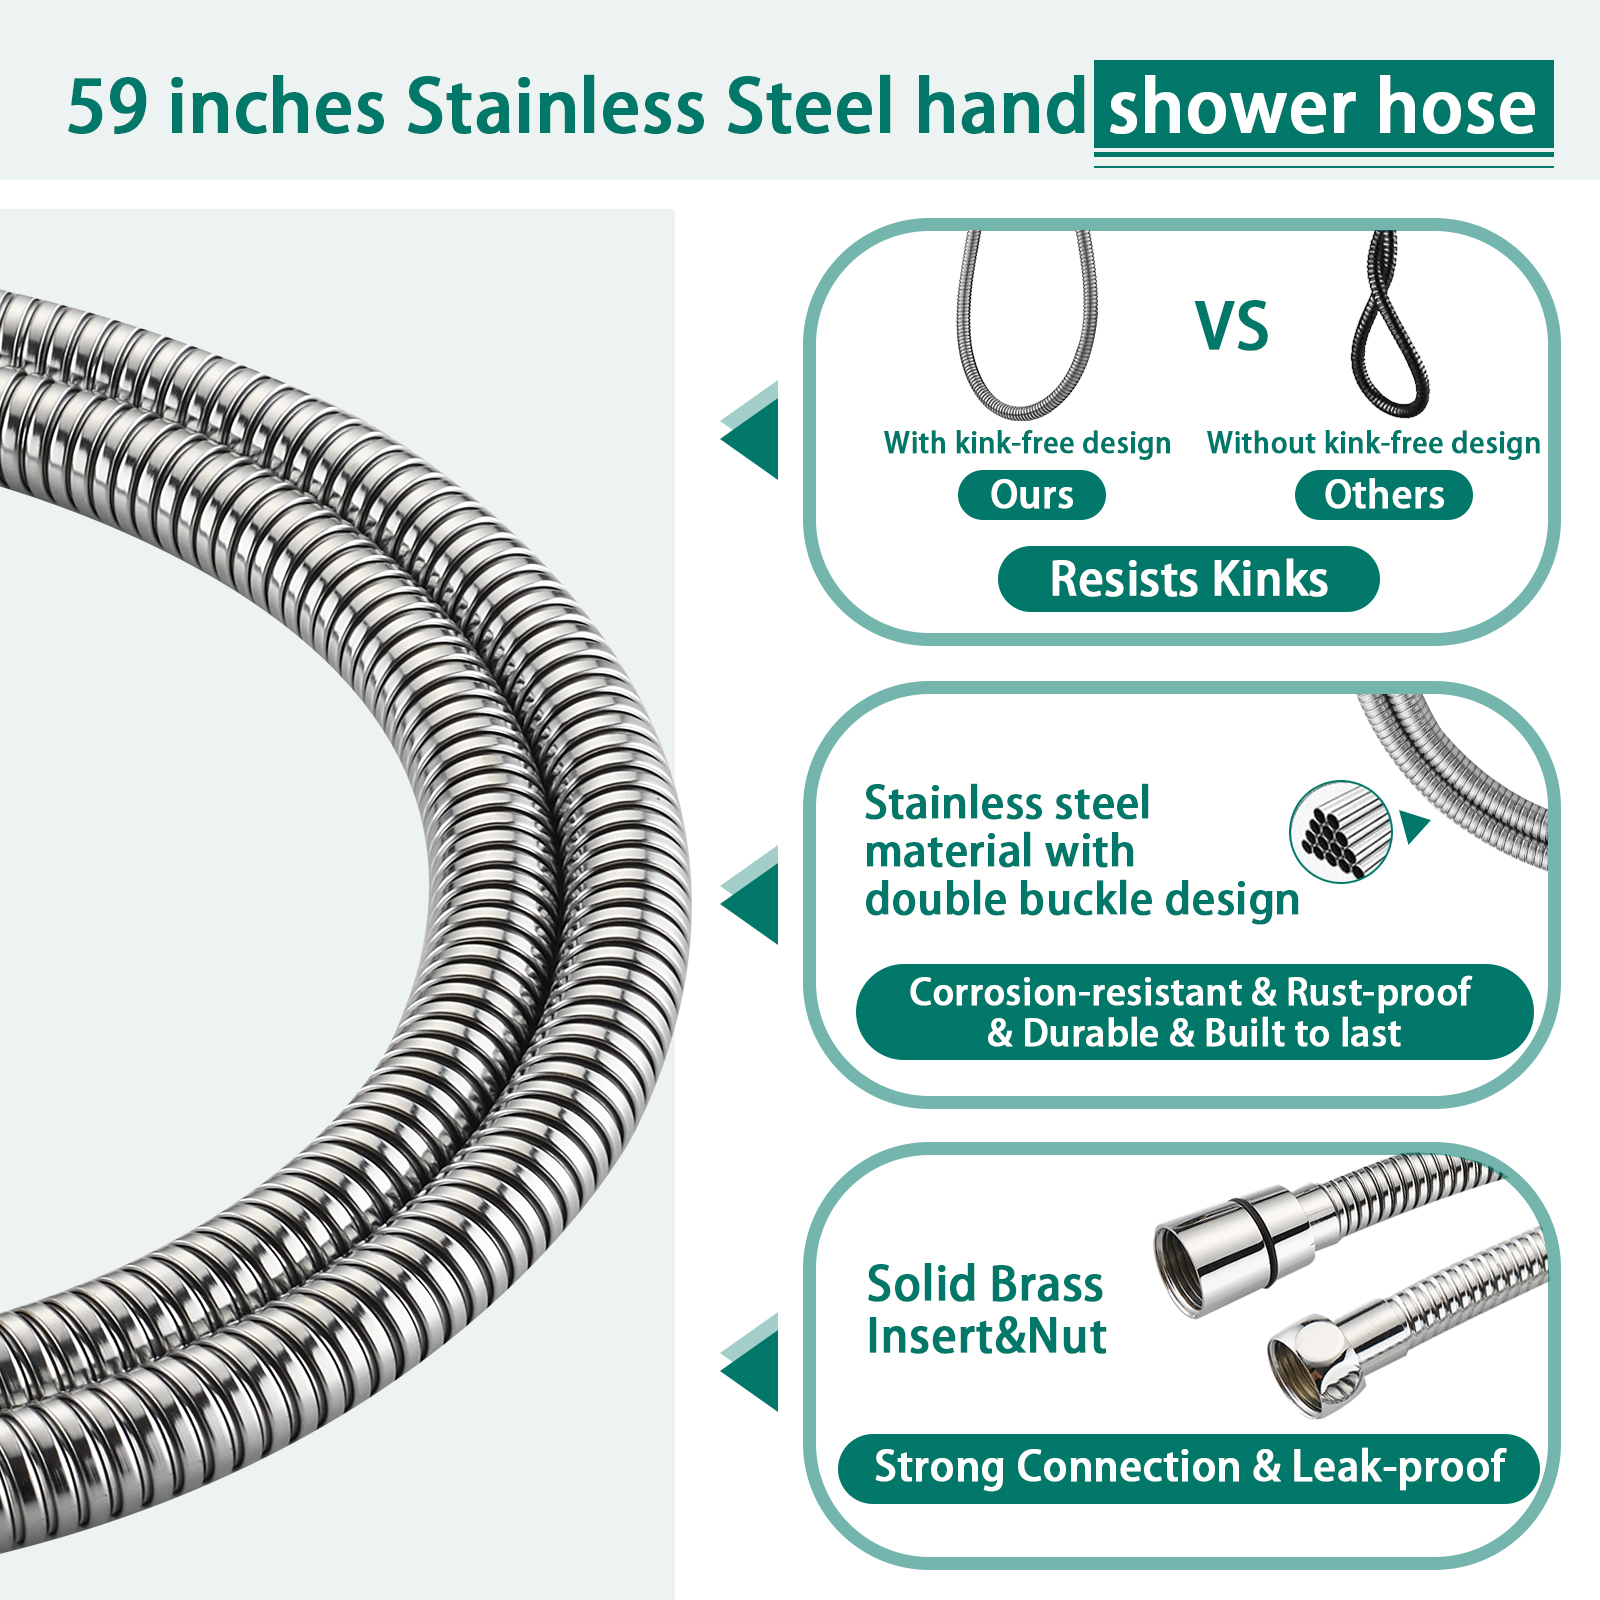 59 inches Stainless Steel hand shower hose
VS
With kink-free design
Without kink-free design
Ours
Others
Resists Kinks
Stainless steel
material with
double buckle design
Corrosion-resistant & Rust-proof
& Durable & Built to last
Solid Brass
Insert&Nut
Strong Connection & Leak-proof